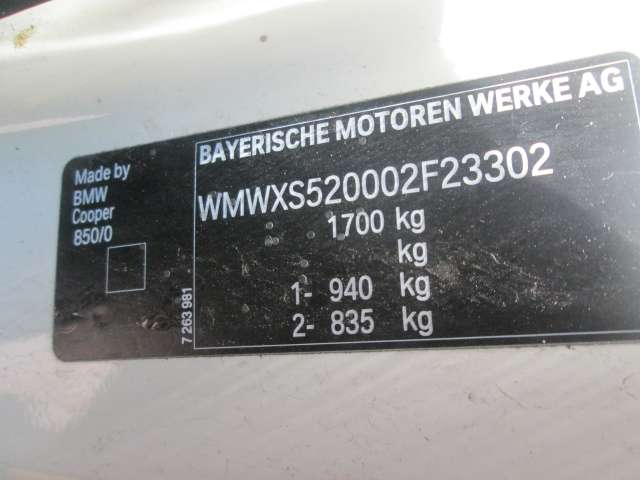 Made by
BMW
Cooper
850/0
7 263 981
BAYERISCHE MOTOREN WERKE AG
WMWXS520002F23302
1700 kg
kg
1- 940 kg
2- 835 kg